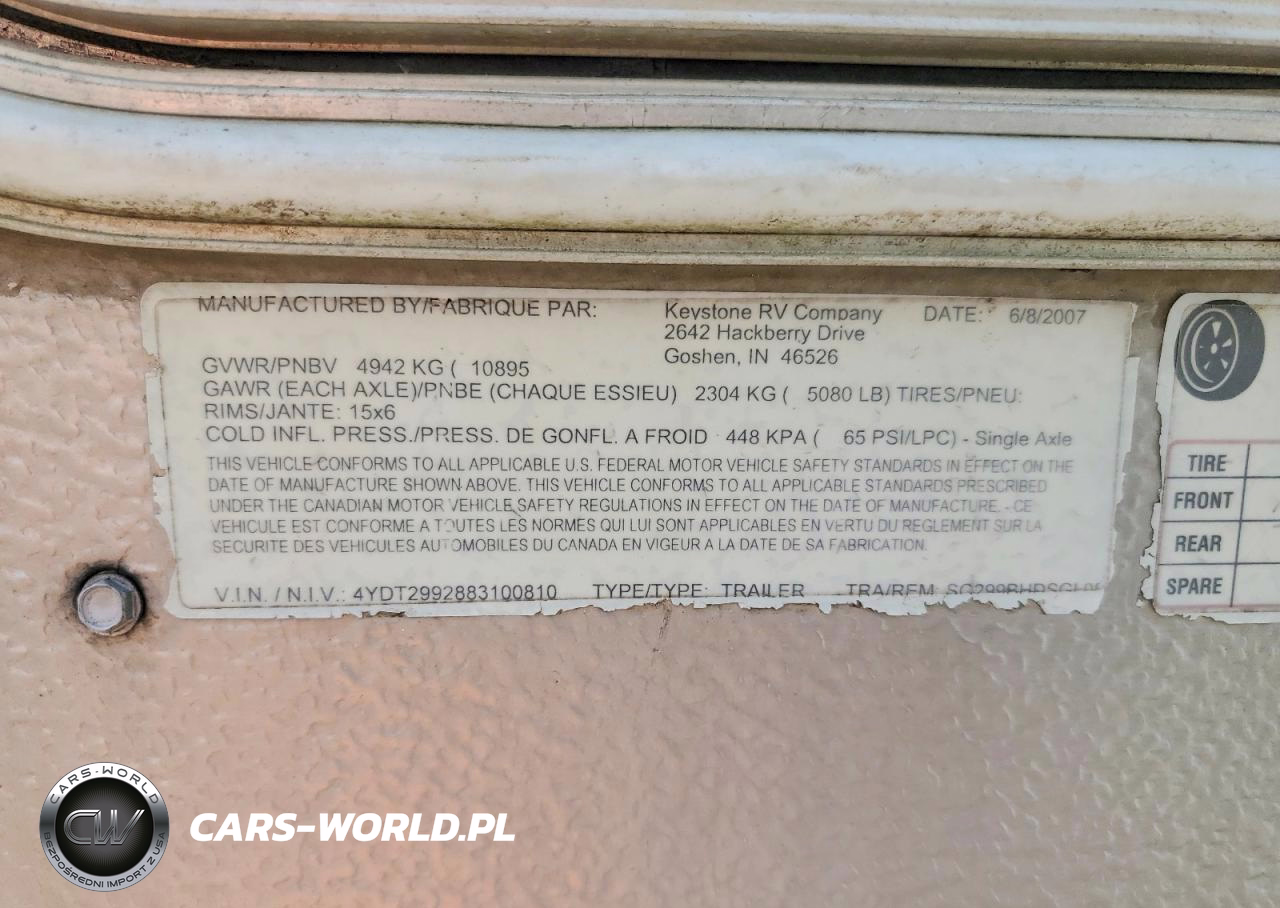 MANUFACTURED BY/FABRIQUE PAR: Keystone RV Company DATE: 6/8/2007
2642 Hackberry Drive
Goshen, IN 46526
GVWR/PNBV 4942 KG ( 10895
GAWR (EACH AXLE)/PNBE (CHAQUE ESSIEU) 2304 KG ( 5080 LB) TIRES/PNEU:
RIMS/JANTE: 15x6
COLD INFL. PRESS./PRESS. DE GONFL. A FROID 448 KPA ( 65 PSI/LPC) - Single Axle
THIS VEHICLE CONFORMS TO ALL APPLICABLE U.S. FEDERAL MOTOR VEHICLE SAFETY STANDARDS IN EFFECT ON THE
DATE OF MANUFACTURE SHOWN ABOVE. THIS VEHICLE CONFORMS TO ALL APPLICABLE STANDARDS PRESCRIBED
UNDER THE CANADIAN MOTOR VEHICLE SAFETY REGULATIONS IN EFFECT ON THE DATE OF MANUFACTURE. - CE
VEHICULE EST CONFORME A TOUTES LES NORMES QUI LUI SONT APPLICABLES EN VERTU DU REGLEMENT SUR LA
SECURITE DES VEHICULES AUTOMOBILES DU CANADA EN VIGEUR A LA DATE DE SA FABRICATION.
V.I.N. / N.I.V.: 4YDT2992883100810 TYPE/TYPE: TRAILER TRA/REM
TIRE
FRONT
REAR
SPARE
CARS-WORLD
CW
BEZPOŚREDNI IMPORT Z USA
CARS-WORLD.PL